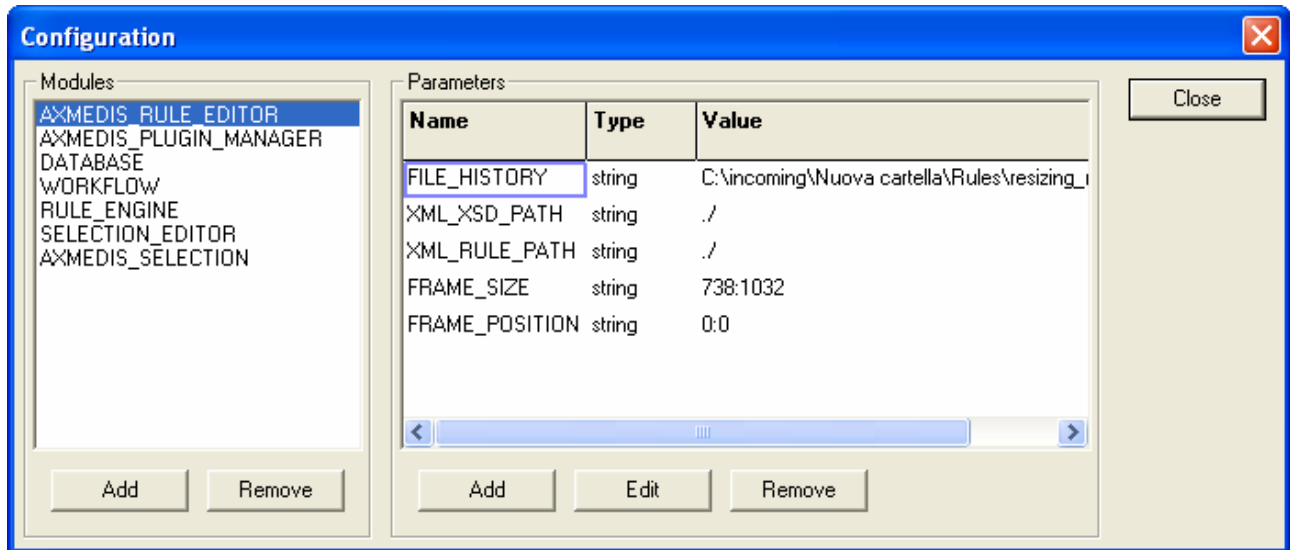 Configuration
Modules
AXMEDIS_RULE_EDITOR
AXMEDIS_PLUGIN_MANAGER
DATABASE
WORKFLOW
RULE_ENGINE
SELECTION_EDITOR
AXMEDIS_SELECTION
Add Remove
Parameters
Name Type Value
FILE_HISTORY string C:\incoming\Nuova cartella\Rules\resizing_
XML_XSD_PATH string ./
XML_RULE_PATH string ./
FRAME_SIZE string 738:1032
FRAME_POSITION string 0:0
Add Edit Remove
Close